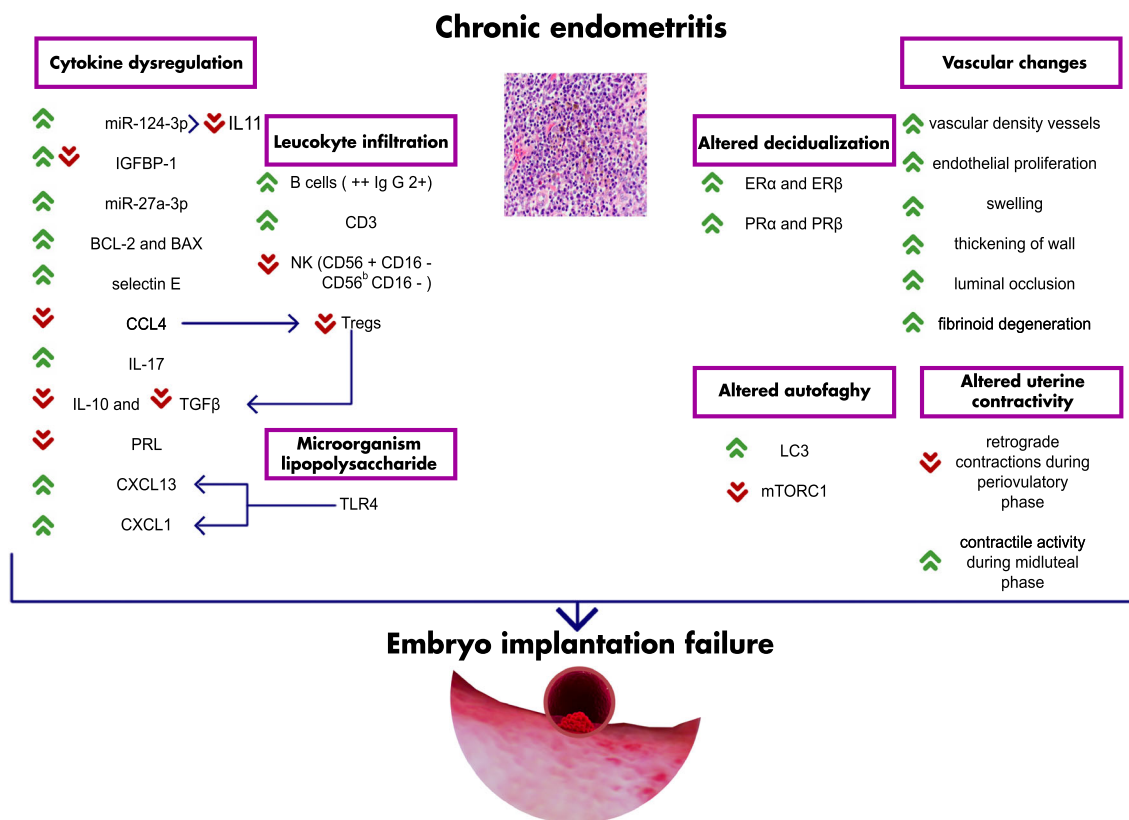 Chronic endometritis
Cytokine dysregulation
miR-124-3p
IL11
IGFBP-1
miR-27a-3p
BCL-2 and BAX
selectin E
CCL4
IL-17
IL-10 and
TGFβ
PRL
CXCL13
CXCL1
Leucokyte infiltration
B cells ( ++ Ig G 2+)
CD3
NK (CD56 + CD16 -
CD56b CD16 - )
Tregs
Microorganism
lipopolysaccharide
TLR4
Altered decidualization
ERα and ERβ
PRα and PRβ
Vascular changes
vascular density vessels
endothelial proliferation
swelling
thickening of wall
luminal occlusion
fibrinoid degeneration
Altered autofaghy
LC3
mTORC1
Altered uterine
contractivity
retrograde
contractions during
periovulatory
phase
contractile activity
during midluteal
phase
Embryo implantation failure